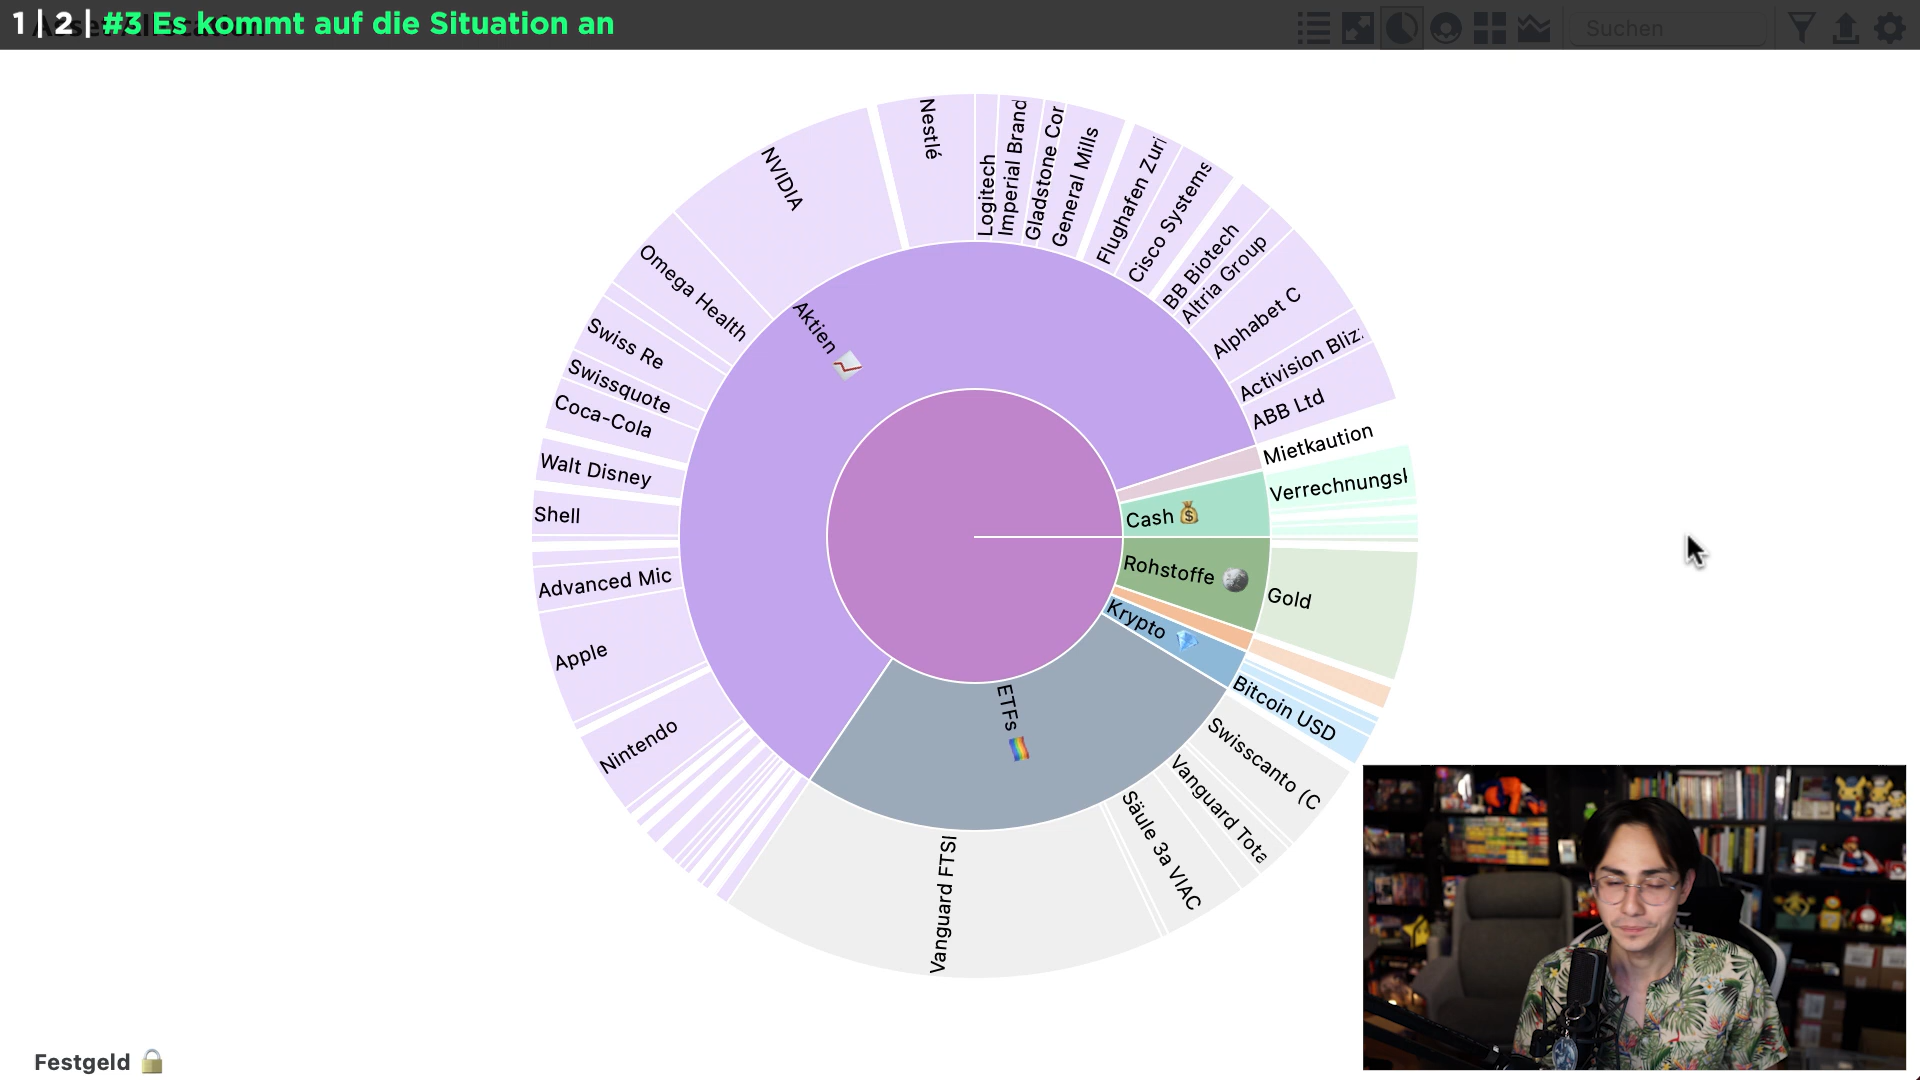 1 | 2 | #3 Es kommt auf die Situation an
Suchen
Nestlé
Logitech
Imperial Brand
Gladstone Cor
General Mills
Flughafen Zuri
Cisco Systems
BB Biotech
Altria Group
Alphabet C
Activision Bliz
ABB Ltd
Mietkaution
Verrechnungsk
Gold
Bitcoin USD
Swisscanto (C
Vanguard Tota
Säule 3a VIAC
Vanguard FTSE
Nintendo
Apple
Advanced Mic
Shell
Walt Disney
Coca-Cola
Swissquote
Swiss Re
Omega Health
NVIDIA
Aktien
Cash
Rohstoffe
Krypto
ETFs
Festgeld